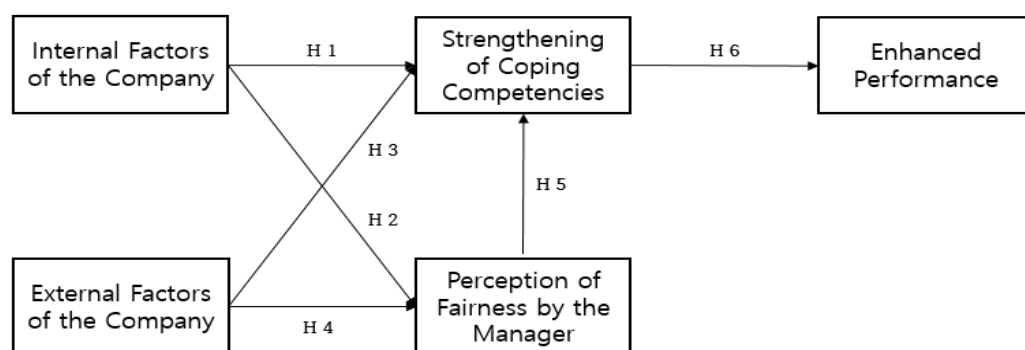 Internal Factors
of the Company
H 1
Strengthening
of Coping
Competencies
H 6
Enhanced
Performance
H 3
H 2
H 5
External Factors
of the Company
H 4
Perception of
Fairness by the
Manager